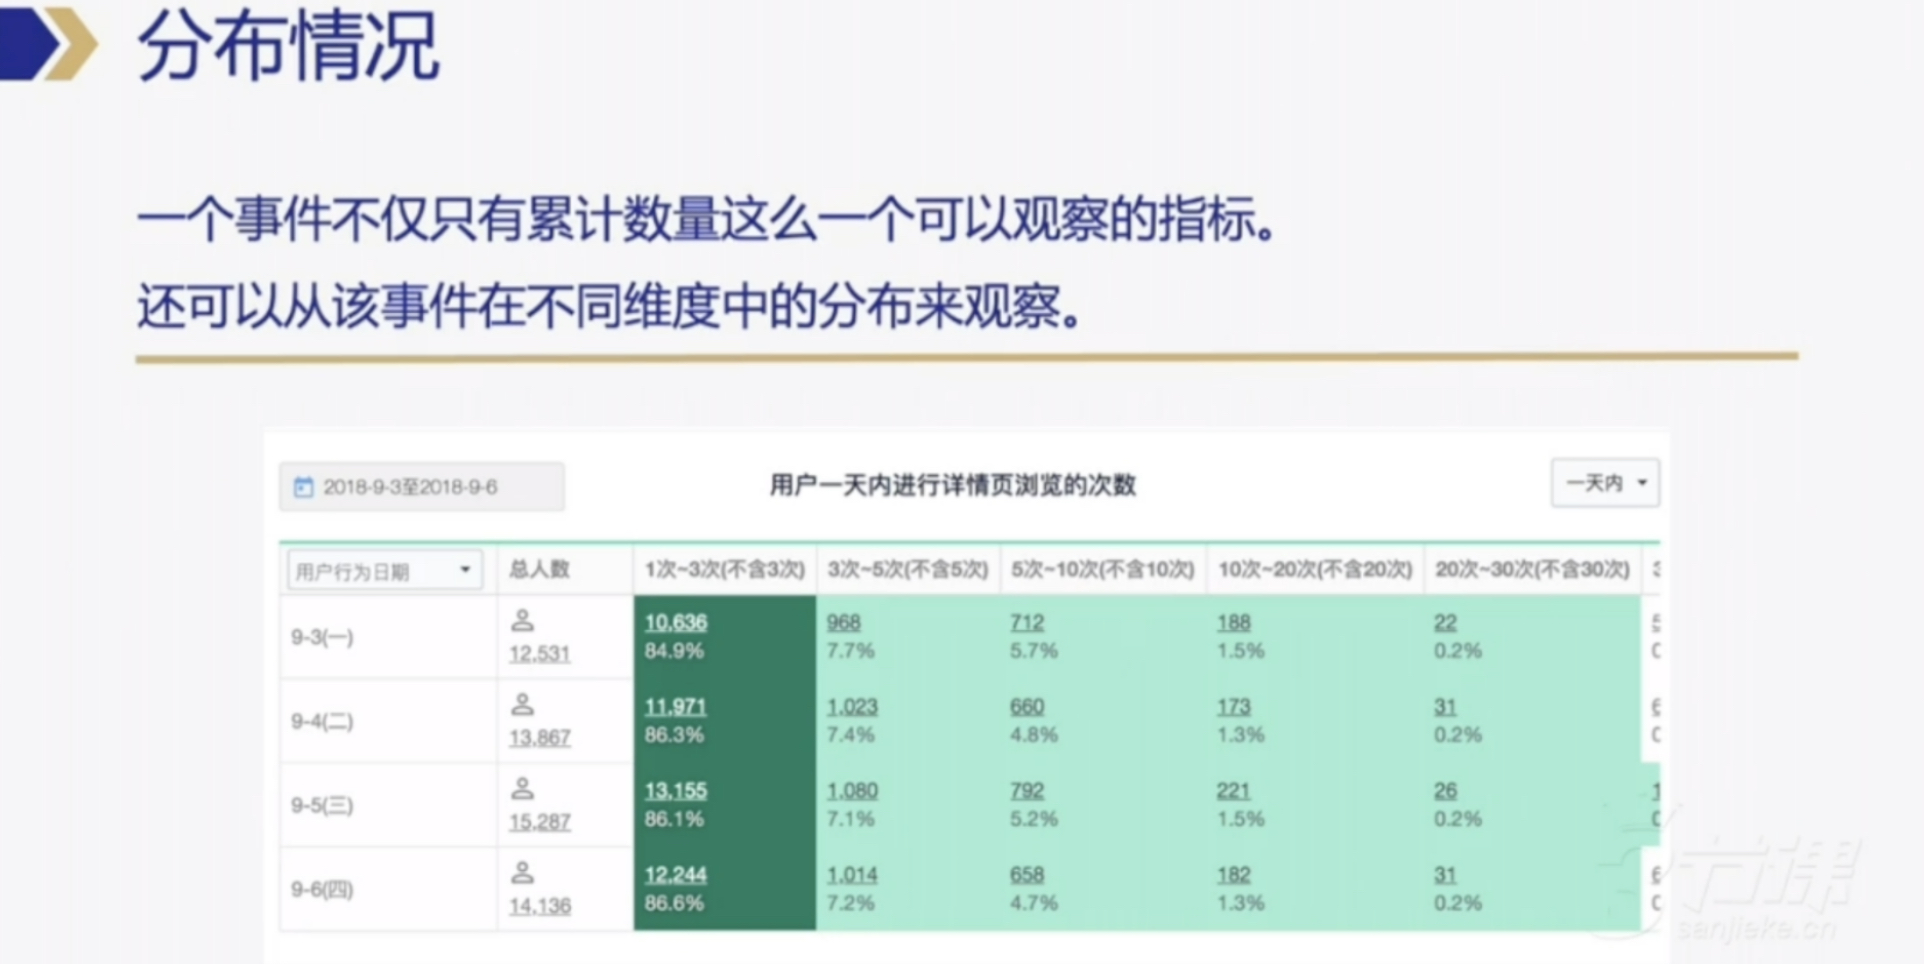 分布情况
一个事件不仅只有累计数量这么一个可以观察的指标。
还可以从该事件在不同维度中的分布来观察。
2018-9-3至2018-9-6 用户一天内进行详情页浏览的次数 一天内
用户行为日期 总人数 1次~3次(不含3次) 3次~5次(不含5次) 5次~10次(不含10次) 10次~20次(不含20次) 20次~30次(不含30次)
10,636 968 712 188 22
9-3(一) 12,531 84.9% 7.7% 5.7% 1.5% 0.2%
11,971 1,023 660 173 31
9-4(二) 13,867 86.3% 7.4% 4.8% 1.3% 0.2%
13,155 1,080 792 221 26
9-5(三) 15,287 86.1% 7.1% 5.2% 1.5% 0.2%
12,244 1,014 658 182 31
9-6(四) 14,136 86.6% 7.2% 4.7% 1.3% 0.2%
节课
sanjieke.cn